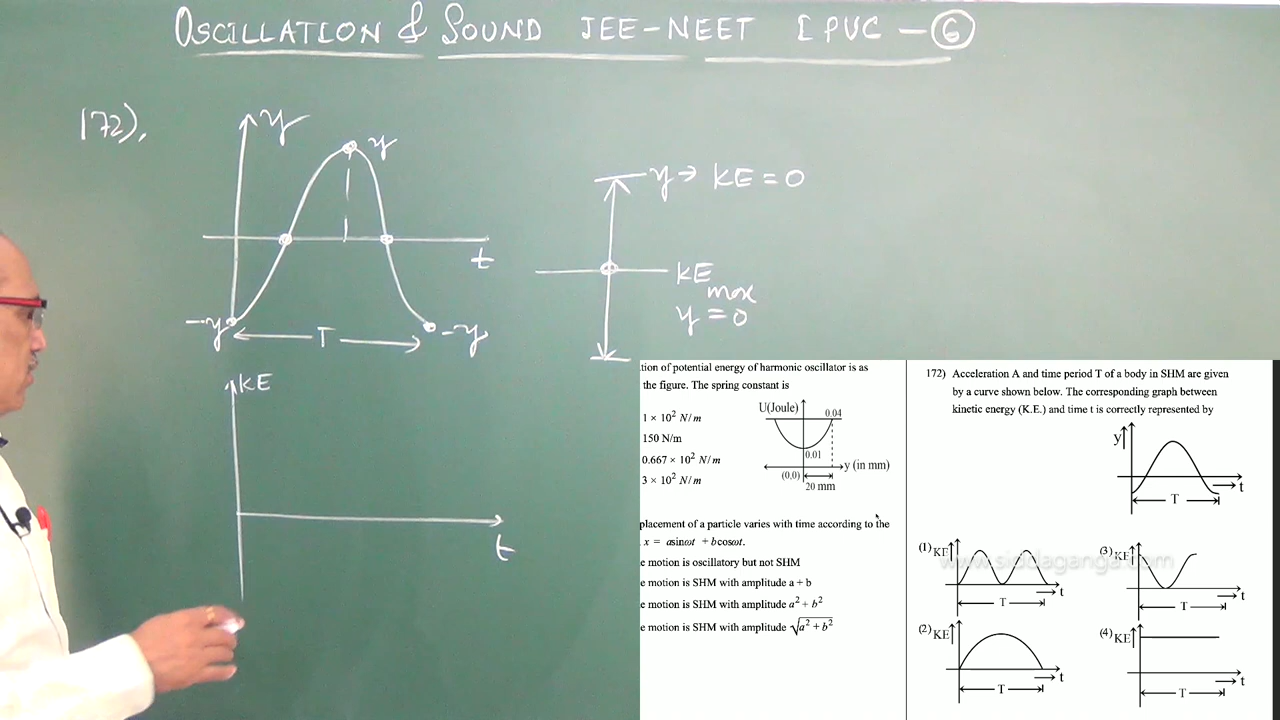 OSCILLATION & SOUND JEE-NEET I PUC - 6
172).
y
y
t
-y
T
-y
y → KE = 0
KE max
y = 0
KE
t
tion of potential energy of harmonic oscillator is as
the figure. The spring constant is
1 × 10² N/m
150 N/m
0.667 × 10² N/m
3 × 10² N/m
U(Joule)
0.04
0.01
y (in mm)
(0,0)
20 mm
placement of a particle varies with time according to the
x = asinωt + bcosωt.
e motion is oscillatory but not SHM
e motion is SHM with amplitude a + b
e motion is SHM with amplitude a² + b²
e motion is SHM with amplitude √a² + b²
172) Acceleration A and time period T of a body in SHM are given
by a curve shown below. The corresponding graph between
kinetic energy (K.E.) and time t is correctly represented by
y
t
T
(1) KE
t
T
(3) KE
t
T
www.siddaganga.com
(2) KE
t
T
(4) KE
t
T